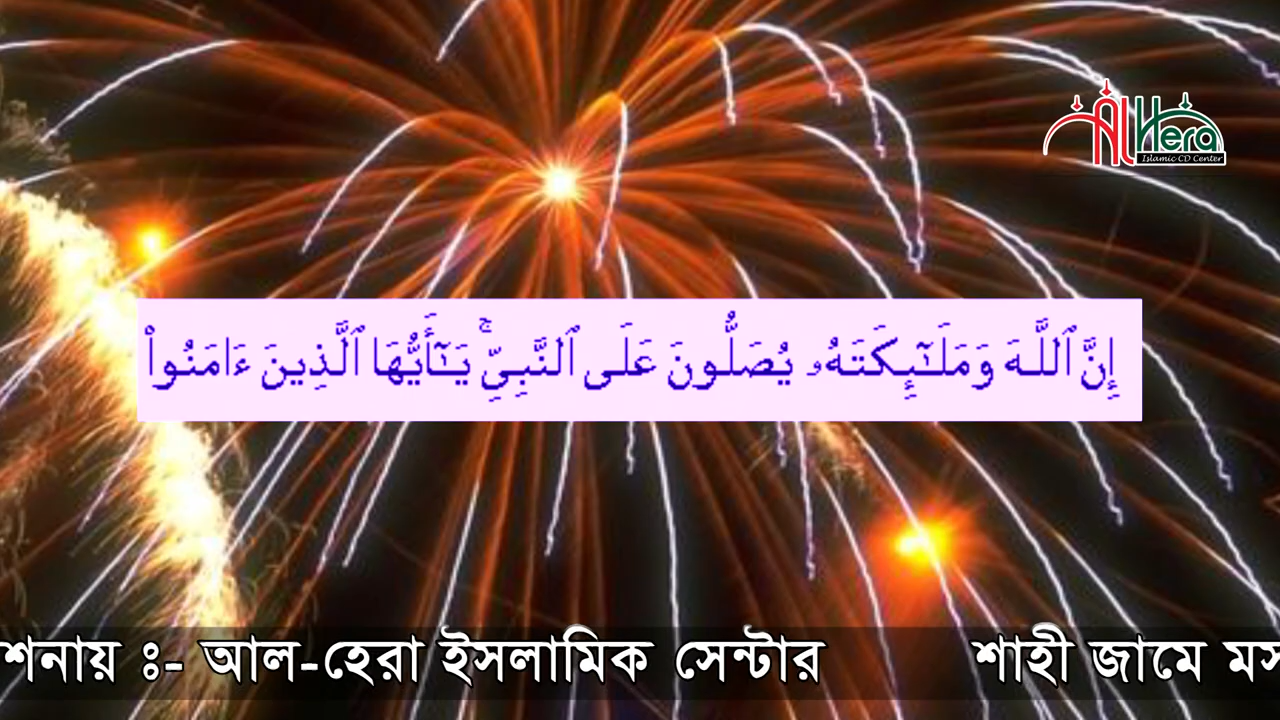 AL Hera
Islamic CD Center
إِنَّ ٱللَّهَ وَمَلَـٰٓئِكَتَهُۥ يُصَلُّونَ عَلَى ٱلنَّبِىِّ ۚ يَـٰٓأَيُّهَا ٱلَّذِينَ ءَامَنُوا۟
শনায় ঃ- আল-হেরা ইসলামিক সেন্টার শাহী জামে মস